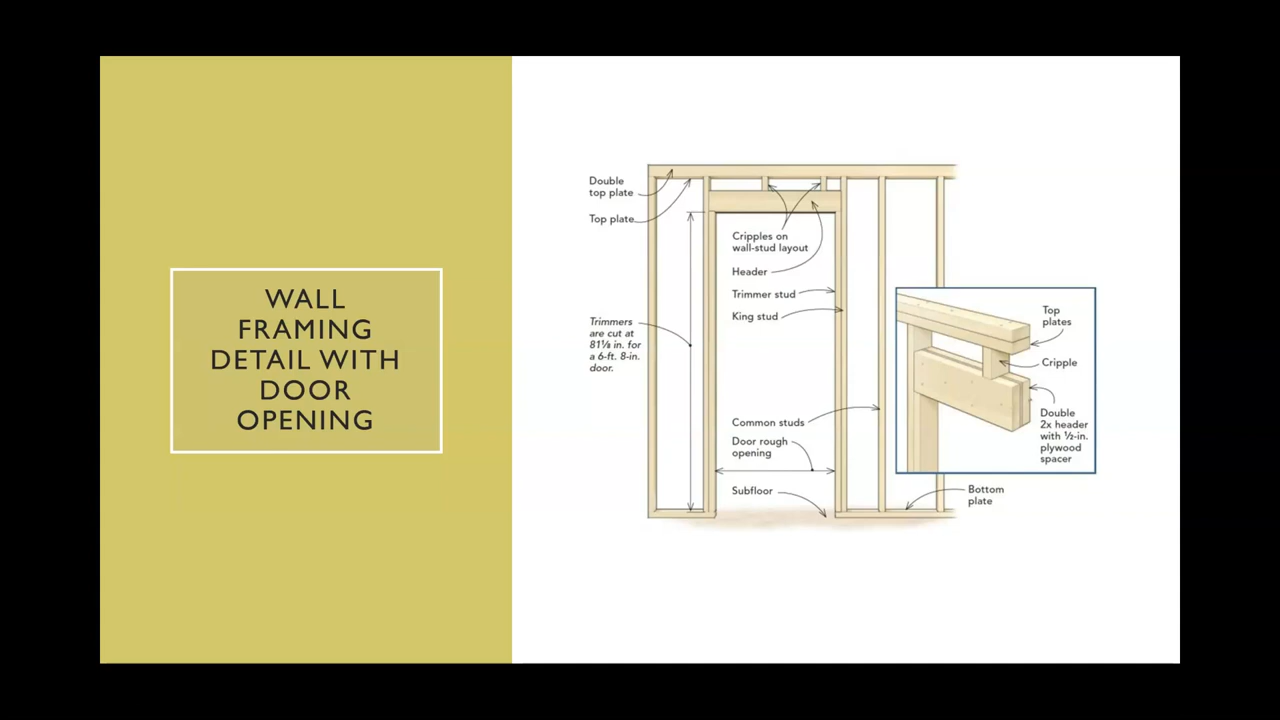 WALL
FRAMING
DETAIL WITH
DOOR
OPENING
Double
top plate
Top plate
Trimmers
are cut at
81⅛ in. for
a 6-ft. 8-in.
door.
Cripples on
wall-stud layout
Header
Trimmer stud
King stud
Common studs
Door rough
opening
Subfloor
Top
plates
Cripple
Double
2x header
with ½-in.
plywood
spacer
Bottom
plate